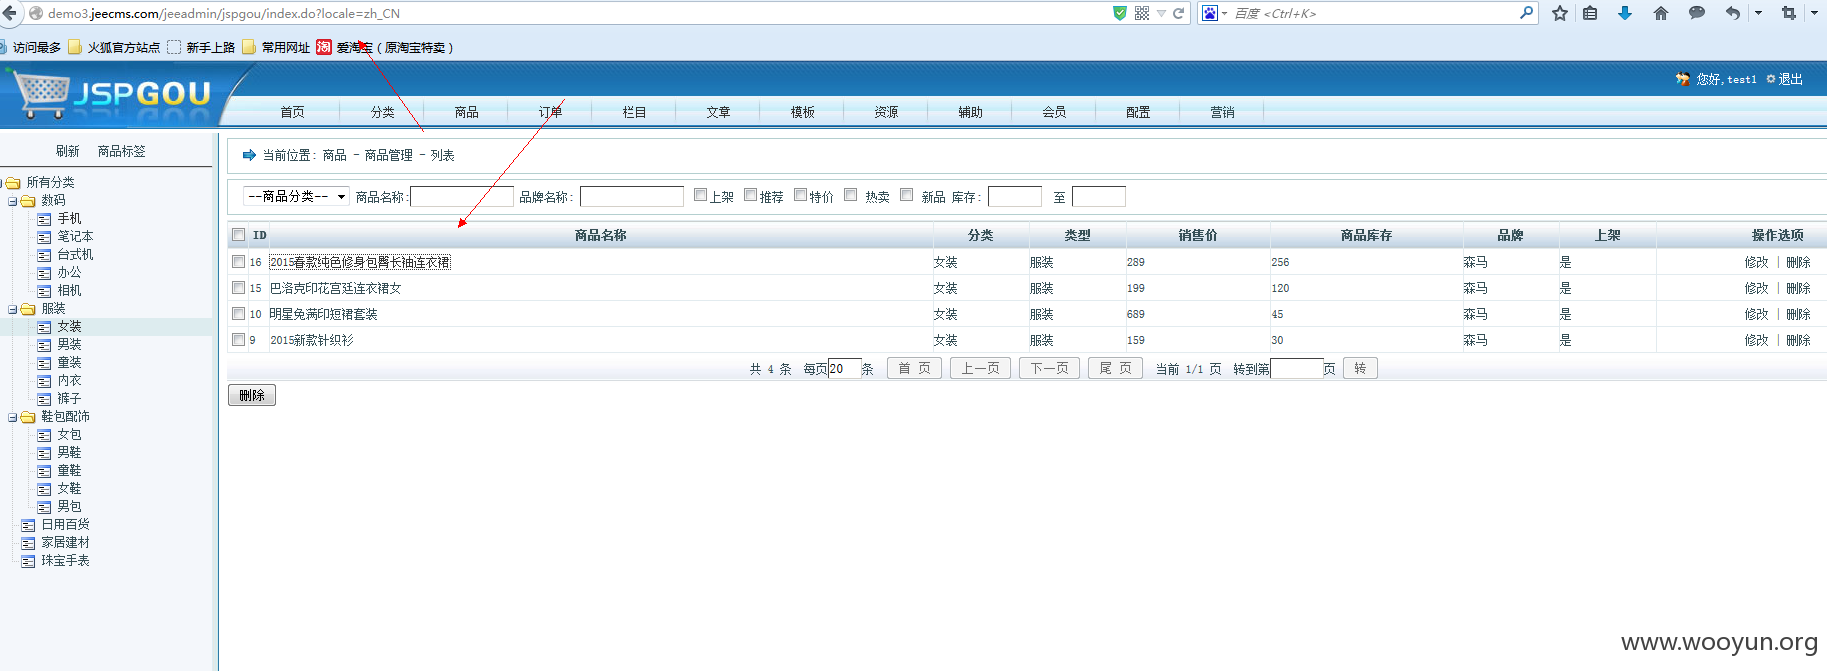 demo3.jeecms.com/jeeadmin/jspgou/index.do?locale=zh_CN
百度 <Ctrl+K>
访问最多 火狐官方站点 新手上路 常用网址 淘 爱淘宝（原淘宝特卖）
JSPGOU
您好,test1 退出
首页 分类 商品 订单 栏目 文章 模板 资源 辅助 会员 配置 营销
刷新 商品标签
所有分类
数码
手机
笔记本
台式机
办公
相机
服装
女装
男装
童装
内衣
裤子
鞋包配饰
女包
男鞋
童鞋
女鞋
男包
日用百货
家居建材
珠宝手表
当前位置: 商品 - 商品管理 - 列表
--商品分类-- 商品名称: 品牌名称: 上架 推荐 特价 热卖 新品 库存: 至
ID 商品名称 分类 类型 销售价 商品库存 品牌 上架 操作选项
16 2015春款纯色修身包臀长袖连衣裙 女装 服装 289 256 森马 是 修改 | 删除
15 巴洛克印花宫廷连衣裙女 女装 服装 199 120 森马 是 修改 | 删除
10 明星兔满印短裙套装 女装 服装 689 45 森马 是 修改 | 删除
9 2015新款针织衫 女装 服装 159 30 森马 是 修改 | 删除
共 4 条 每页20条 首 页 上一页 下一页 尾 页 当前 1/1 页 转到第 页 转
删除
www.wooyun.org